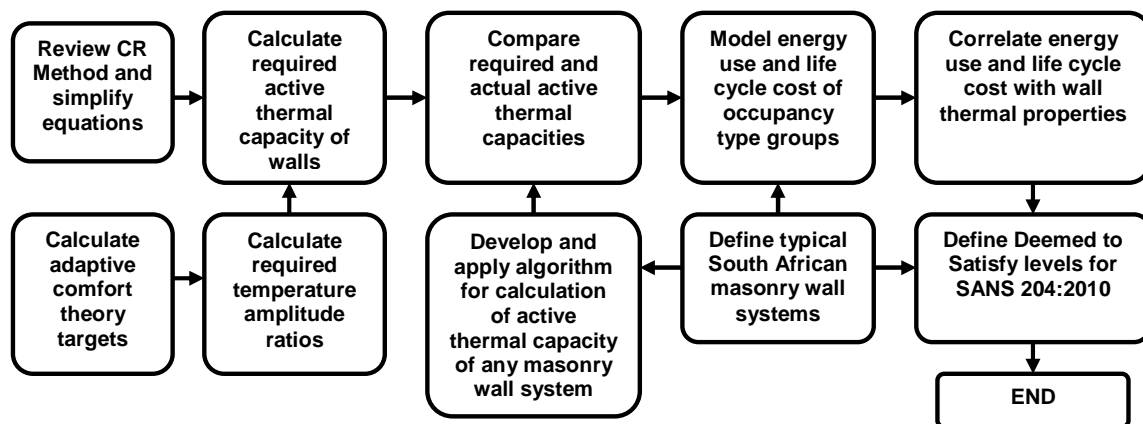 Review CR
Method and
simplify
equations
Calculate
required
active
thermal
capacity of
walls
Compare
required and
actual active
thermal
capacities
Model energy
use and life
cycle cost of
occupancy
type groups
Correlate energy
use and life cycle
cost with wall
thermal properties
Calculate
adaptive
comfort
theory
targets
Calculate
required
temperature
amplitude
ratios
Develop and
apply algorithm
for calculation
of active
thermal capacity
of any masonry
wall system
Define typical
South African
masonry wall
systems
Define Deemed to
Satisfy levels for
SANS 204:2010
END